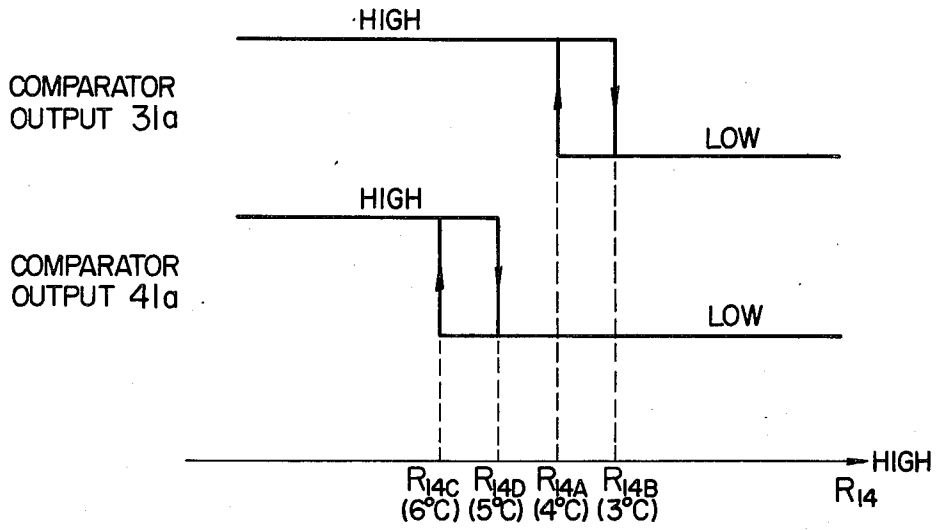 HIGH
COMPARATOR
OUTPUT 31a
LOW
HIGH
COMPARATOR
OUTPUT 41a
LOW
HIGH
R14C R14D R14A R14B R14
(6°C) (5°C) (4°C) (3°C)